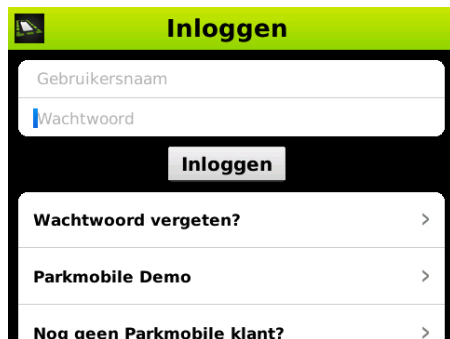 Inloggen
Gebruikersnaam
Wachtwoord
Inloggen
Wachtwoord vergeten?
Parkmobile Demo
Nog geen Parkmobile klant?